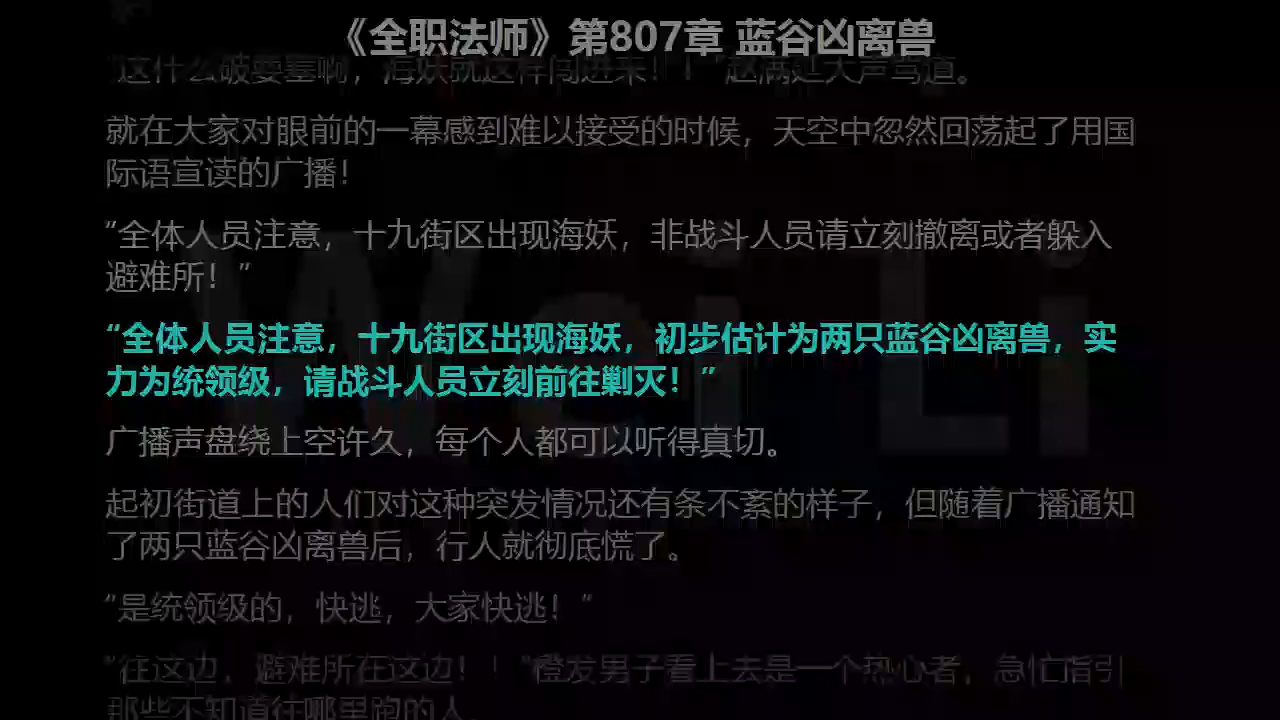 《全职法师》第807章 蓝谷凶离兽
“这什么破要塞啊，海妖就这样闯进来！！”赵满延大声骂道。
就在大家对眼前的一幕感到难以接受的时候，天空中忽然回荡起了用国
际语宣读的广播！
“全体人员注意，十九街区出现海妖，非战斗人员请立刻撤离或者躲入
避难所！”
“全体人员注意，十九街区出现海妖，初步估计为两只蓝谷凶离兽，实
力为统领级，请战斗人员立刻前往剿灭！”
广播声盘绕上空许久，每个人都可以听得真切。
起初街道上的人们对这种突发情况还有条不紊的样子，但随着广播通知
了两只蓝谷凶离兽后，行人就彻底慌了。
“是统领级的，快逃，大家快逃！”
“往这边，避难所在这边！！”橙发男子看上去是一个热心者，急忙指引
那些不知道往哪里跑的人
Wei Li